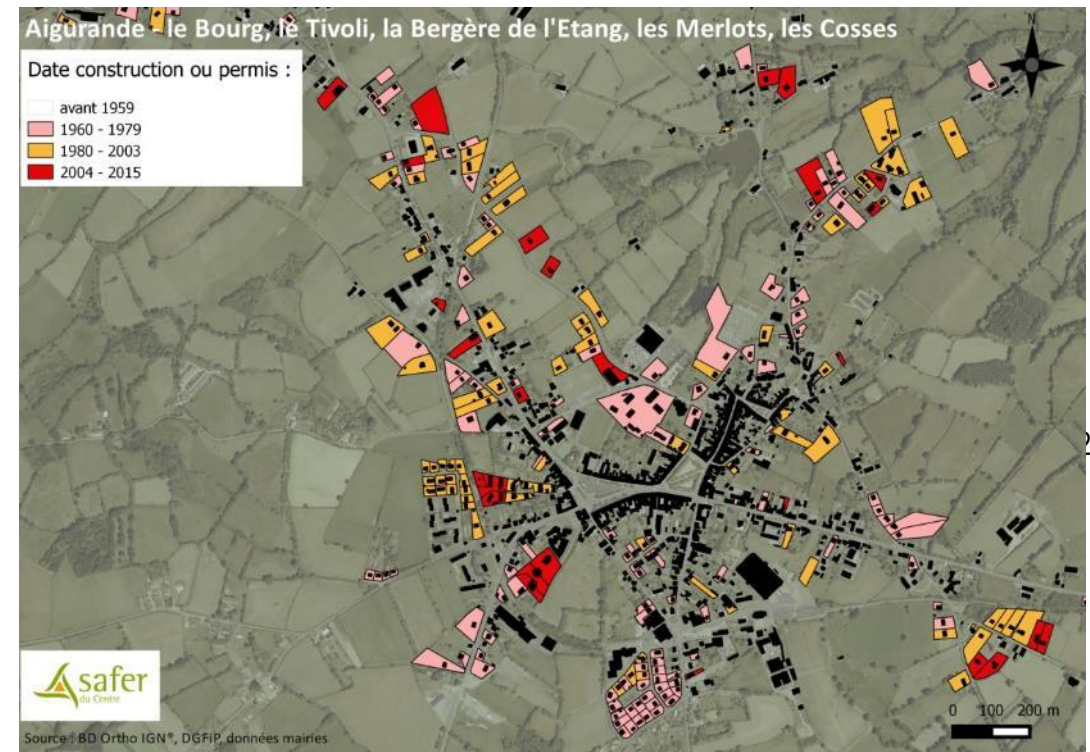 Aigurande - le Bourg, le Tivoli, la Bergère de l'Etang, les Merlots, les Cosses
N
Date construction ou permis :
avant 1959
1960 - 1979
1980 - 2003
2004 - 2015
2
safer
du Centre
0 100 200 m
Source : BD Ortho IGN®, DGFiP, données mairies